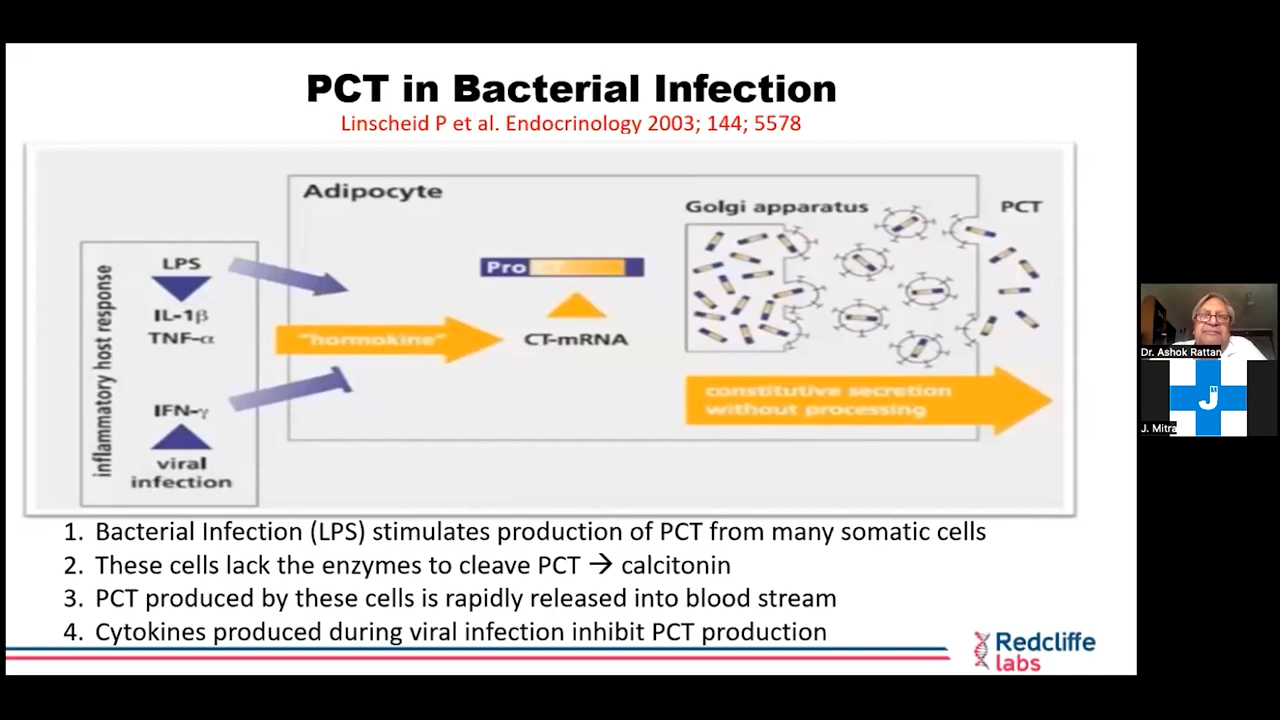 PCT in Bacterial Infection
Linscheid P et al. Endocrinology 2003; 144; 5578
Adipocyte
Golgi apparatus
PCT
inflammatory host response
LPS
IL-1β
TNF-α
IFN-γ
viral
infection
"hormokine"
Pro
CT-mRNA
constitutive secretion
without processing
1. Bacterial Infection (LPS) stimulates production of PCT from many somatic cells
2. These cells lack the enzymes to cleave PCT → calcitonin
3. PCT produced by these cells is rapidly released into blood stream
4. Cytokines produced during viral infection inhibit PCT production
Redcliffe
labs
Dr. Ashok Rattan
J M
J. Mitra